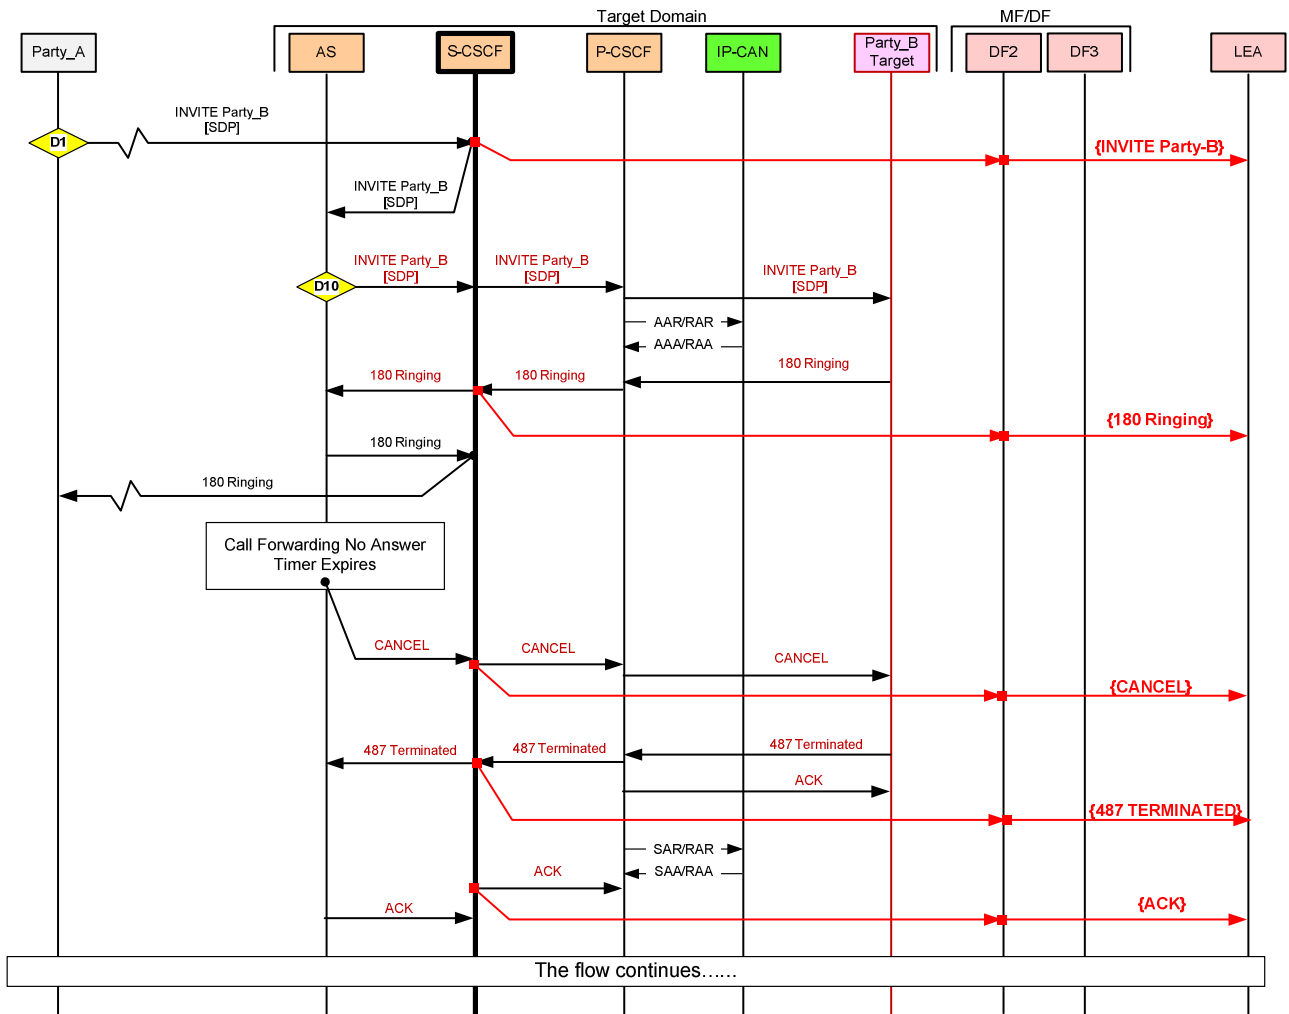 Target Domain
MF/DF
Party_A
AS
S-CSCF
P-CSCF
IP-CAN
Party_B
Target
DF2
DF3
LEA
INVITE Party_B
[SDP]
D1
{INVITE Party-B}
INVITE Party_B
[SDP]
INVITE Party_B
[SDP]
INVITE Party_B
[SDP]
INVITE Party_B
[SDP]
D10
AAR/RAR
AAA/RAA
180 Ringing
180 Ringing
180 Ringing
{180 Ringing}
180 Ringing
180 Ringing
Call Forwarding No Answer
Timer Expires
CANCEL
CANCEL
CANCEL
{CANCEL}
487 Terminated
487 Terminated
487 Terminated
ACK
{487 TERMINATED}
SAR/RAR
SAA/RAA
ACK
{ACK}
ACK
The flow continues......